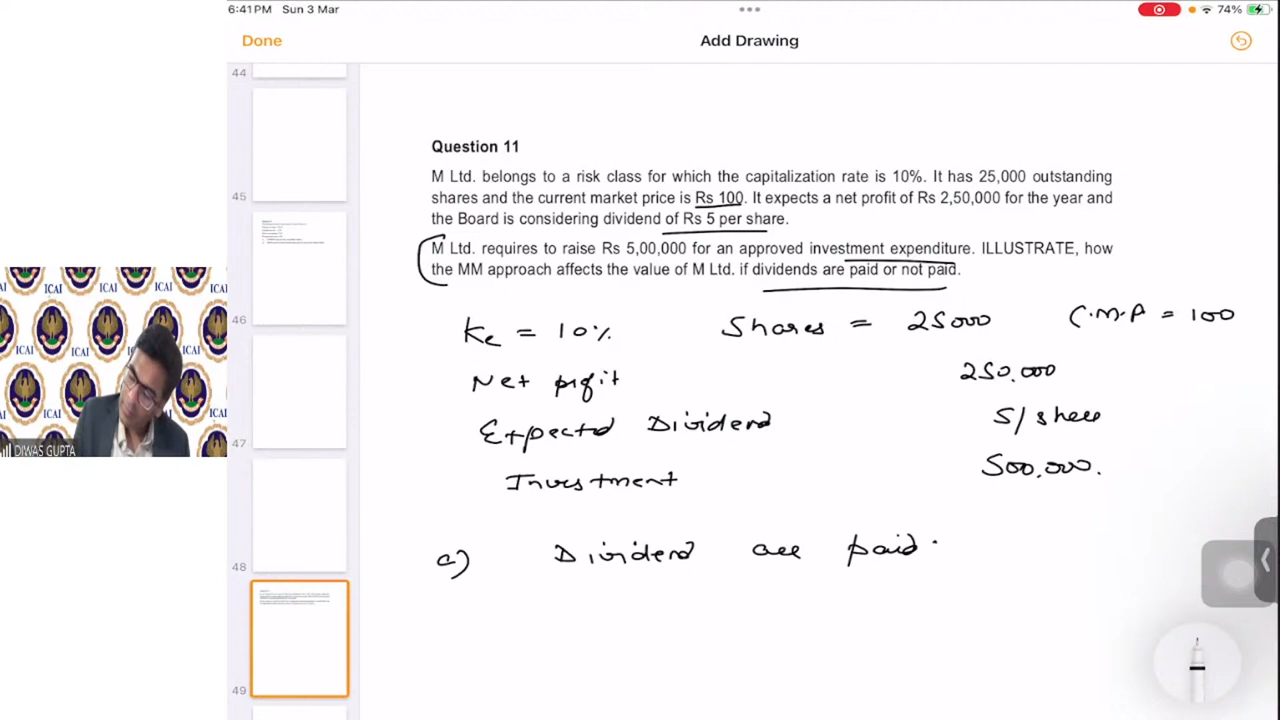 6:41 PM Sun 3 Mar
74%
Done
Add Drawing
44
45
46
47
48
49
Question 11
M Ltd. belongs to a risk class for which the capitalization rate is 10%. It has 25,000 outstanding
shares and the current market price is Rs 100. It expects a net profit of Rs 2,50,000 for the year and
the Board is considering dividend of Rs 5 per share.
M Ltd. requires to raise Rs 5,00,000 for an approved investment expenditure. ILLUSTRATE, how
the MM approach affects the value of M Ltd. if dividends are paid or not paid.
Ke = 10% Shares = 25000 C.M.P = 100
Net profit 250.000
Expected Dividend 5/share
Investment 500.000.
a) Dividend are paid.
ICAI
ICAI
ICAI
ICAI
DIWAS GUPTA